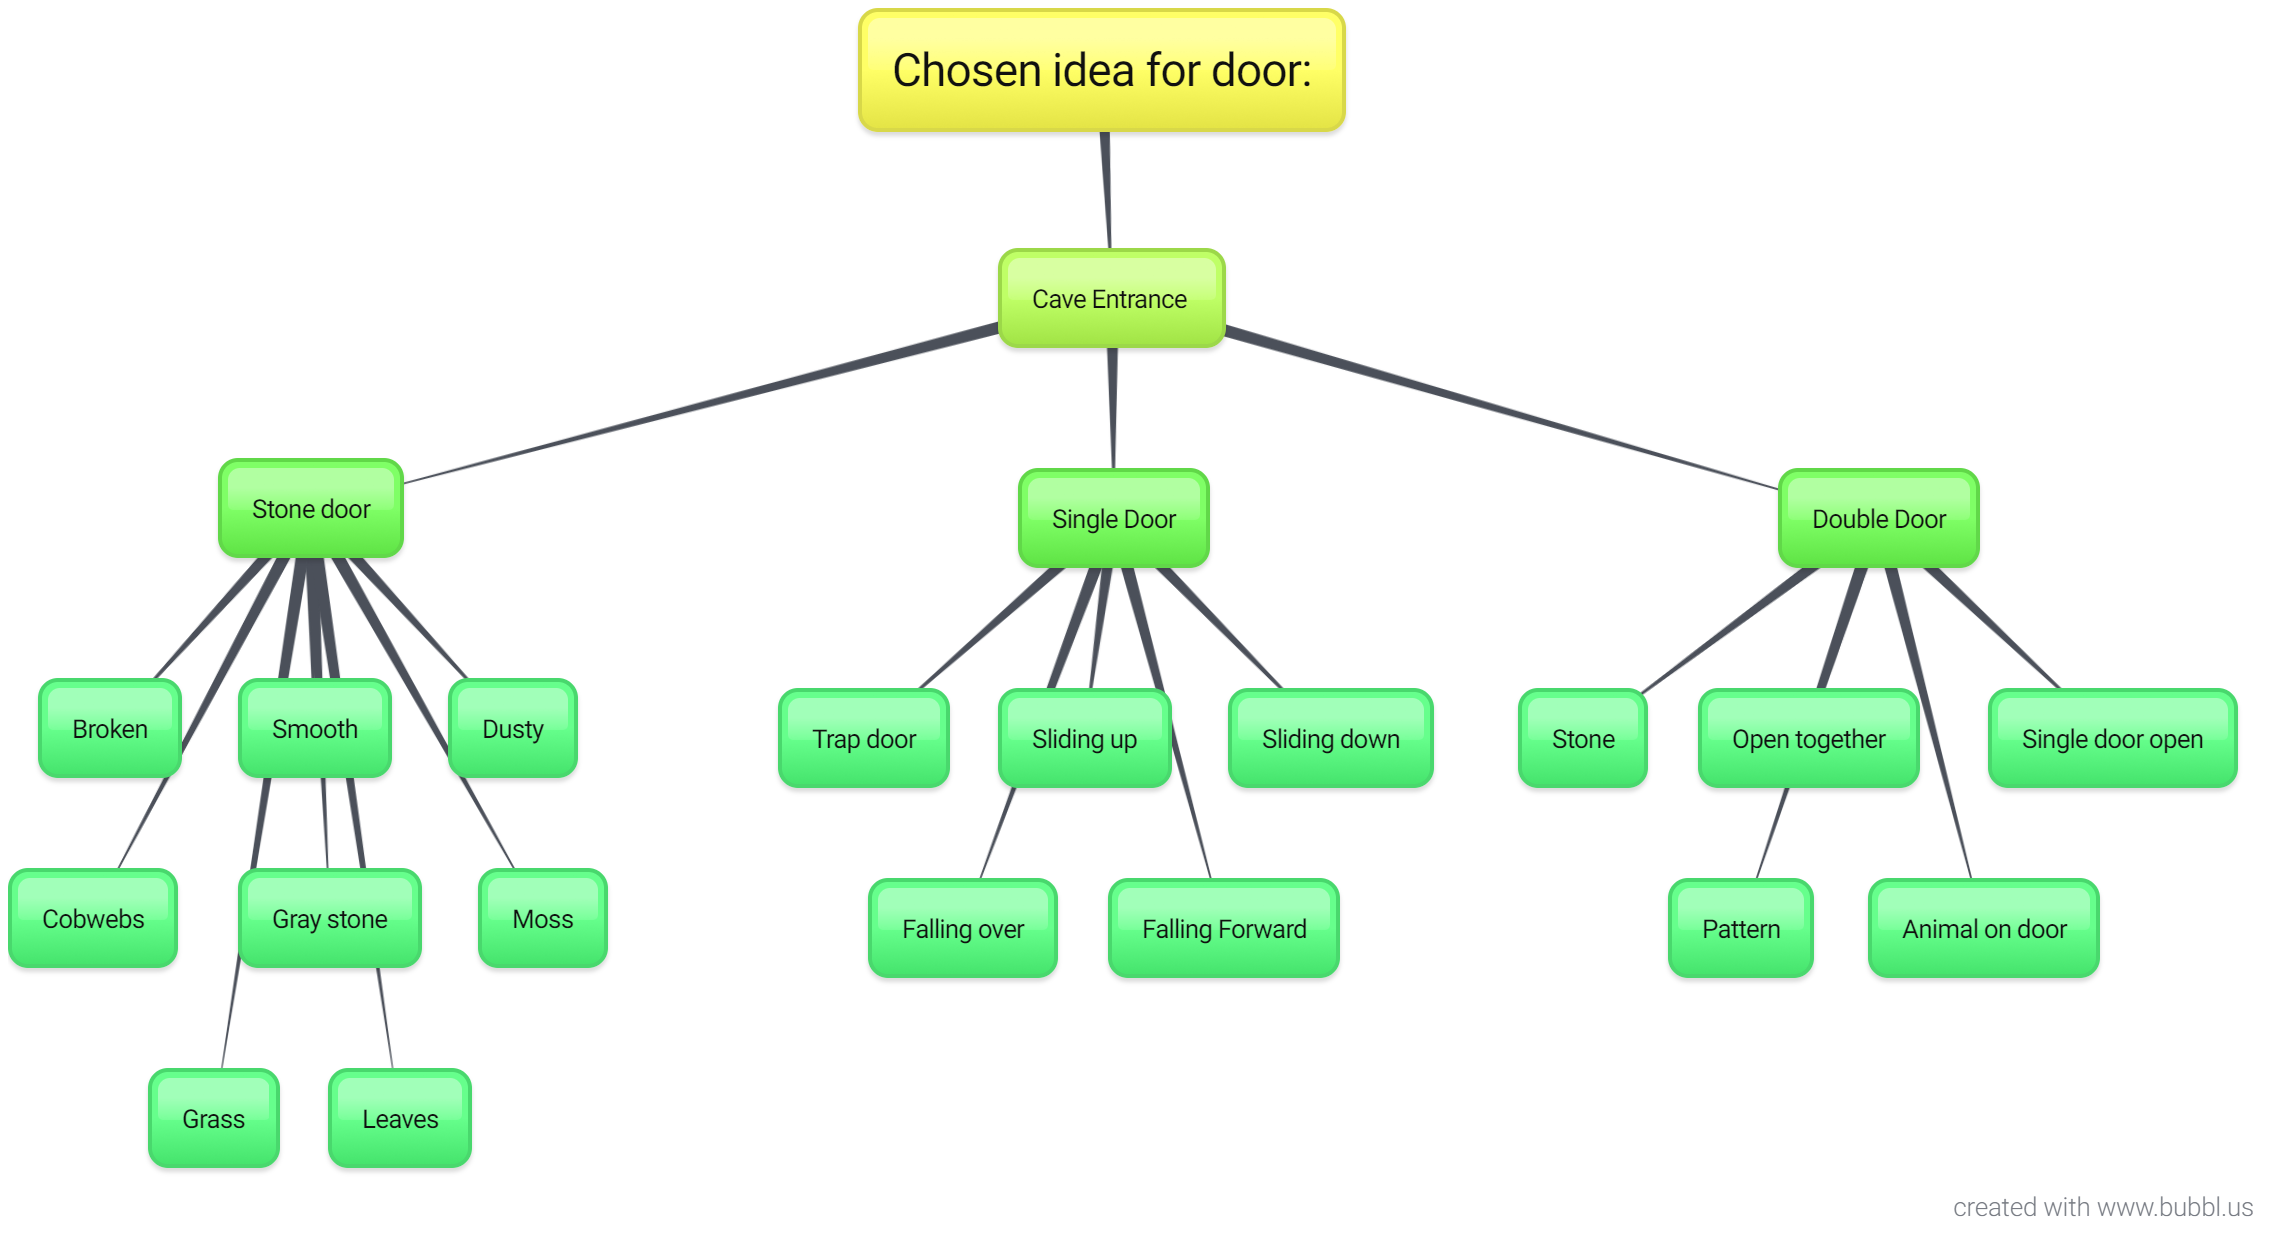 Chosen idea for door:
Cave Entrance
Stone door
Single Door
Double Door
Broken
Smooth
Dusty
Trap door
Sliding up
Sliding down
Stone
Open together
Single door open
Cobwebs
Gray stone
Moss
Falling over
Falling Forward
Pattern
Animal on door
Grass
Leaves
created with www.bubbl.us